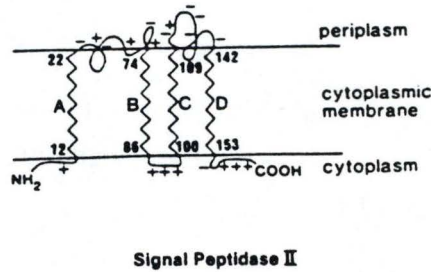 periplasm
22 74 109 142
A B C D
cytoplasmic
membrane
12 86 100 153
NH2 COOH cytoplasm
+++ +++
Signal Peptidase II